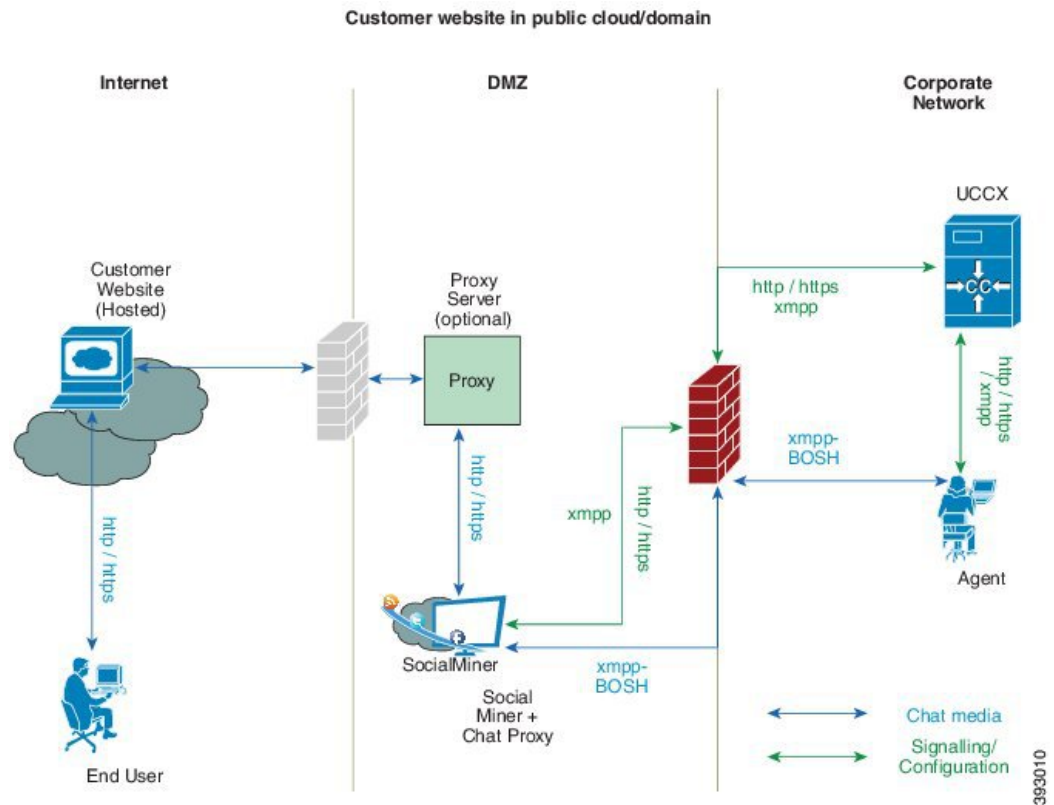 Customer website in public cloud/domain
Internet
DMZ
Corporate
Network
UCCX
Customer
Website
(Hosted)
Proxy
Server
(optional)
http / https
xmpp
CC
Proxy
http / https
/ xmpp
xmpp-
BOSH
http / https
xmpp
http / https
http / https
Agent
SocialMiner
xmpp-
BOSH
Social
Miner +
Chat Proxy
Chat media
Signalling/
Configuration
End User
393010